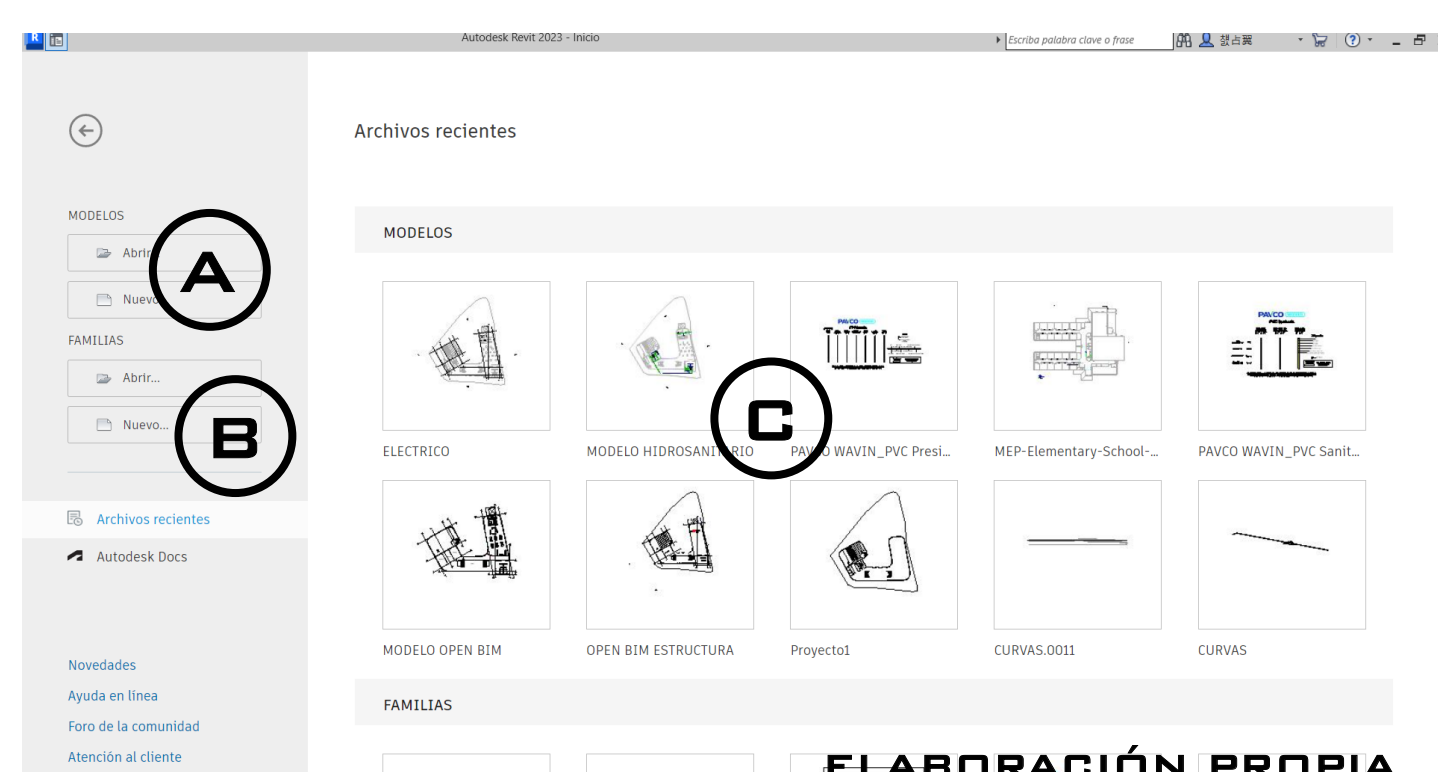 Autodesk Revit 2023 - Inicio
Escriba palabra clave o frase
Archivos recientes
MODELOS
Abrir...
Nuevo...
FAMILIAS
Abrir...
Nuevo...
Archivos recientes
Autodesk Docs
Novedades
Ayuda en línea
Foro de la comunidad
Atención al cliente
A
B
C
MODELOS
PAVCO
PAVCO
ELECTRICO
MODELO HIDROSANITARIO
PAVCO WAVIN_PVC Presi...
MEP-Elementary-School-...
PAVCO WAVIN_PVC Sanit...
MODELO OPEN BIM
OPEN BIM ESTRUCTURA
Proyecto1
CURVAS.0011
CURVAS
FAMILIAS
ELABORACIÓN PROPIA